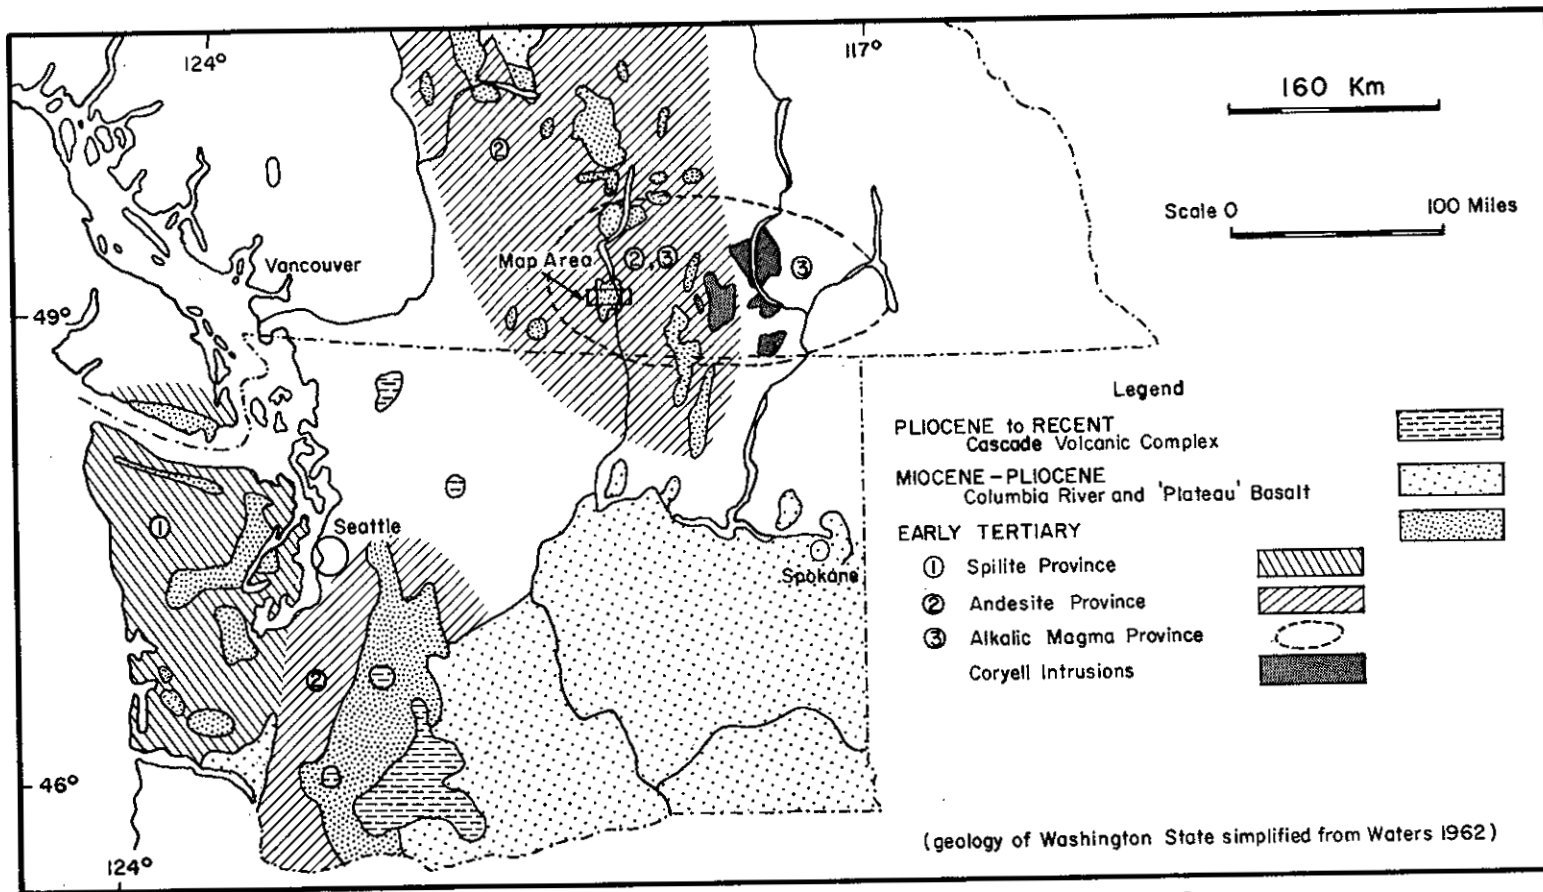 124°
117°
160 Km
②
Scale 0
100 Miles
Vancouver
Map Area
②,③
③
49°
Legend
PLIOCENE to RECENT
Cascade Volcanic Complex
MIOCENE-PLIOCENE
Columbia River and 'Plateau' Basalt
①
Seattle
EARLY TERTIARY
Spokane
① Spilite Province
② Andesite Province
③ Alkalic Magma Province
Coryell Intrusions
②
46°
(geology of Washington State simplified from Waters 1962)
124°